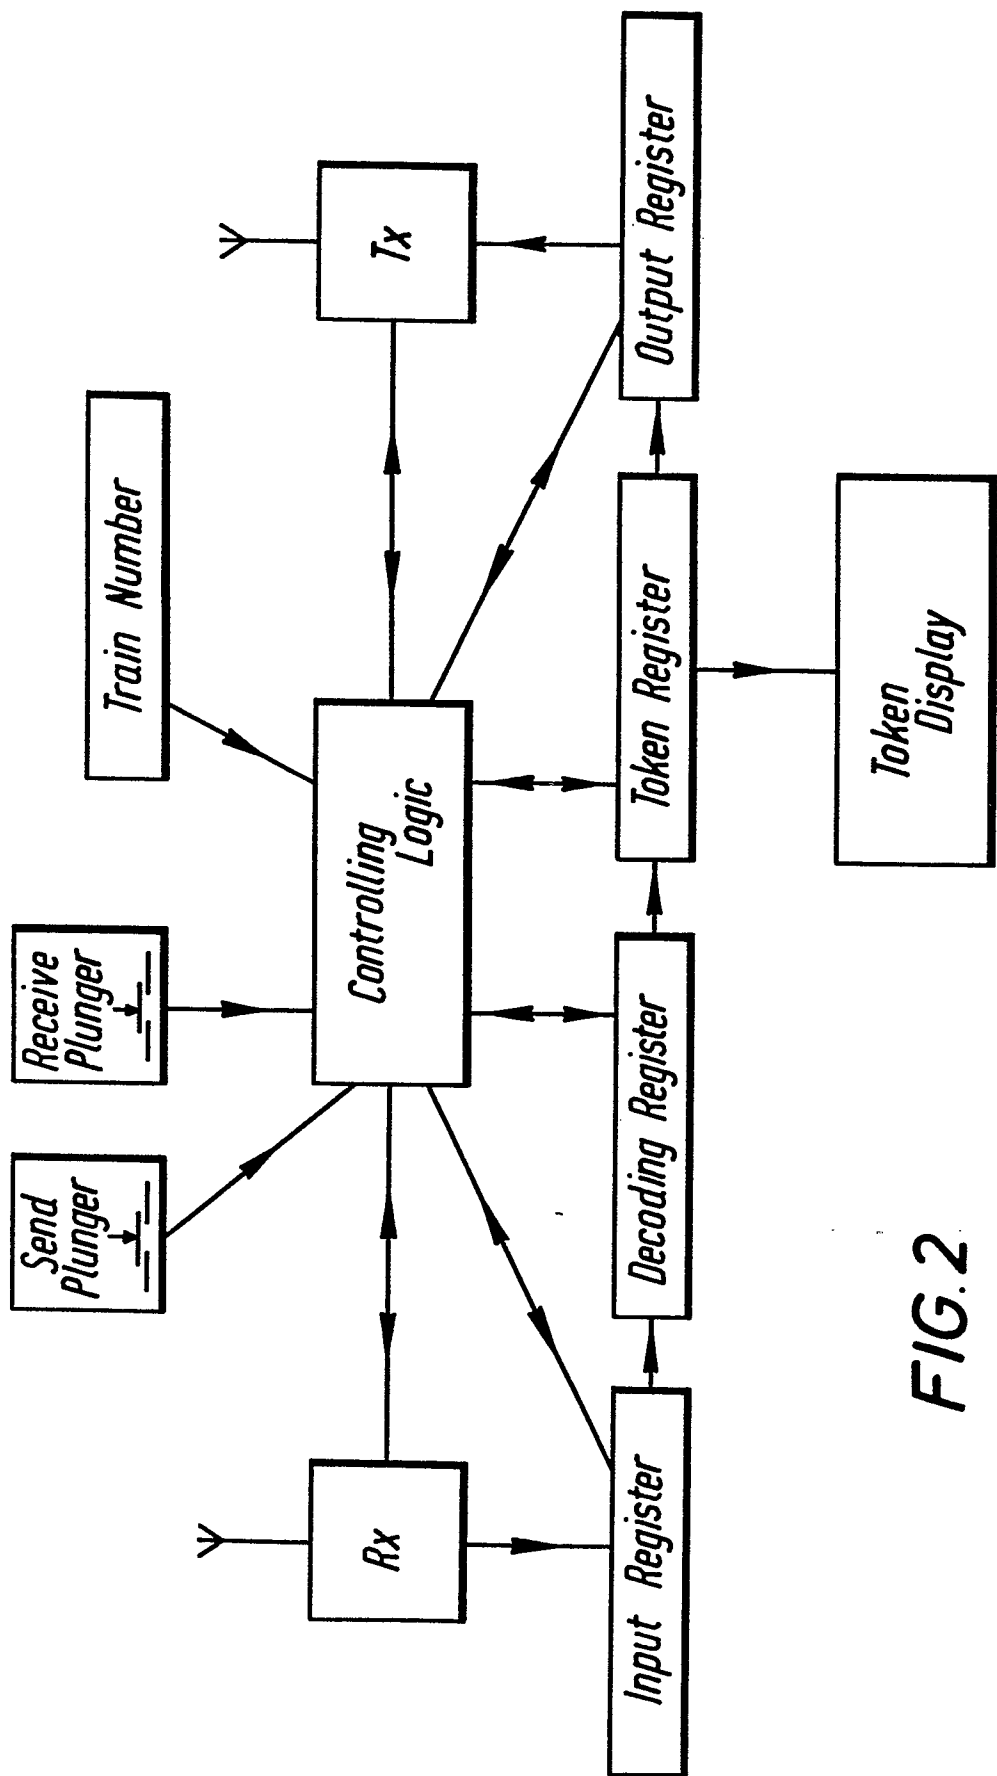 Send
Plunger
Receive
Plunger
Train Number
Rx
Controlling
Logic
Tx
Input Register
Decoding Register
Token Register
Output Register
Token
Display
FIG. 2